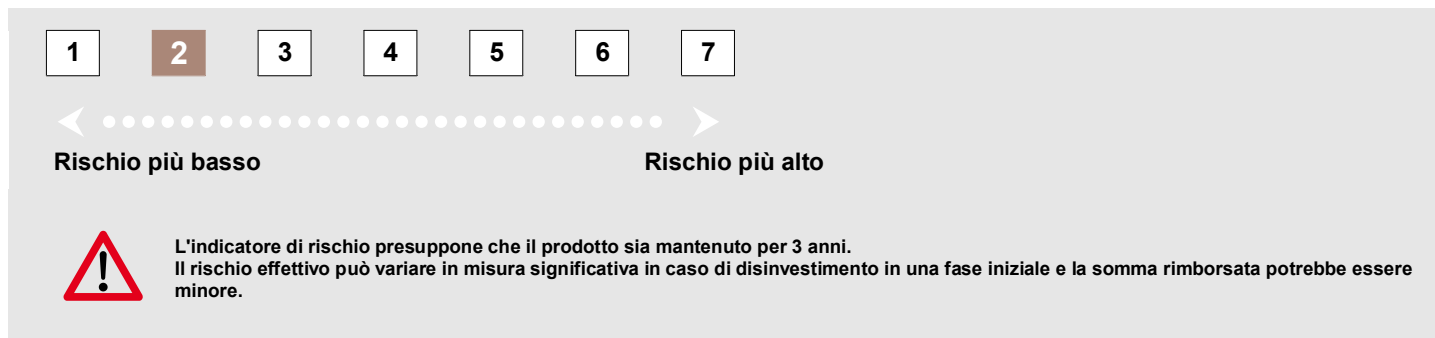 1 2 3 4 5 6 7
Rischio più basso Rischio più alto
L'indicatore di rischio presuppone che il prodotto sia mantenuto per 3 anni.
Il rischio effettivo può variare in misura significativa in caso di disinvestimento in una fase iniziale e la somma rimborsata potrebbe essere
minore.